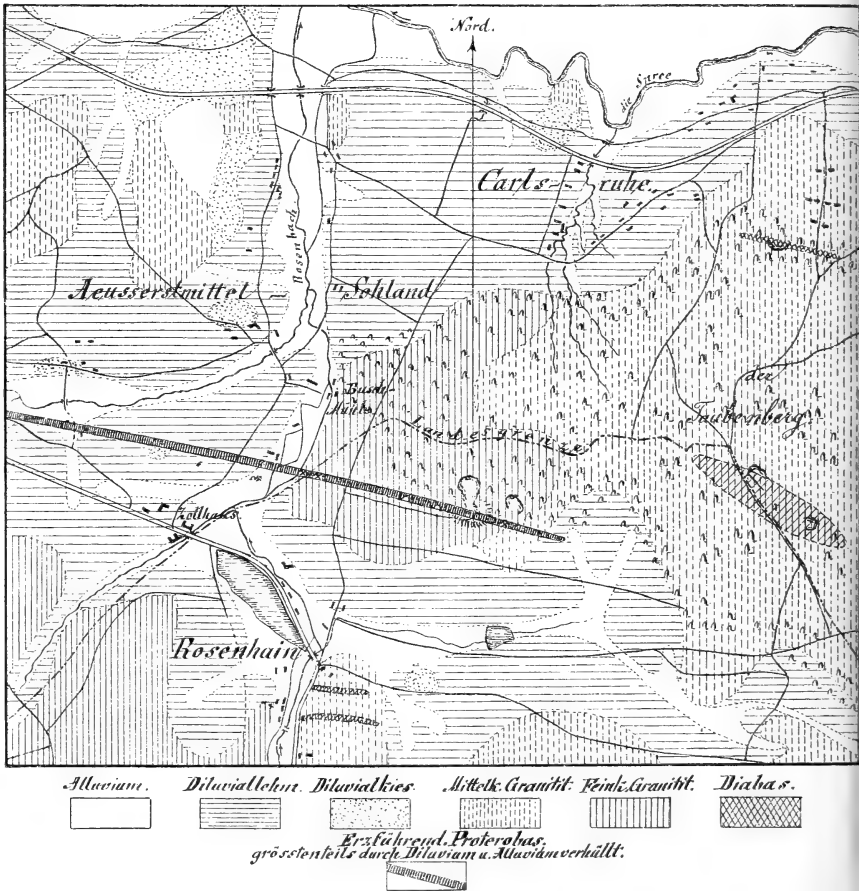 Nord.
die Spree
Carls- ruhe.
Rosenbach
Aeusserstmittel - Sohland
Busch-
Häuser
der
Taubenberg.
Landesgrenze
Zollhaus
Rosenhain
Alluvium. Diluviallehm. Diluvialkies. Mittelk. Granitit. Feink. Granitit. Diabas.
Erzführend. Proterobas.
grösstenteils durch Diluvium u. Alluvium verhüllt.